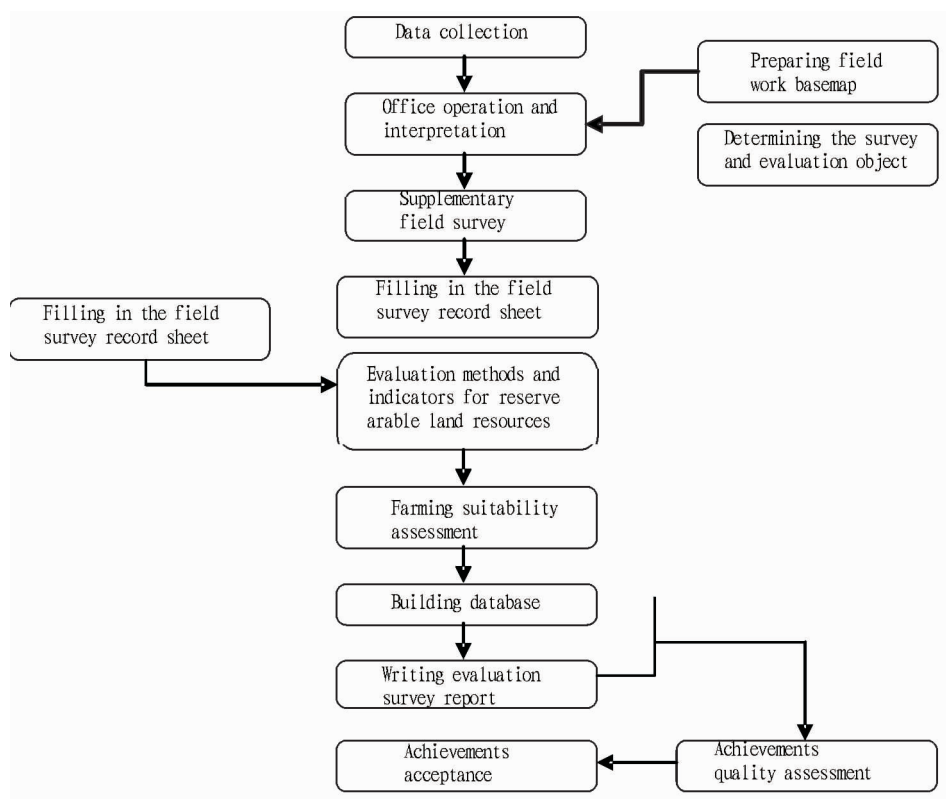 Data collection
Preparing field
work basemap
Office operation and
interpretation
Determining the survey
and evaluation object
Supplementary
field survey
Filling in the field
survey record sheet
Filling in the field
survey record sheet
Evaluation methods and
indicators for reserve
arable land resources
Farming suitability
assessment
Building database
Writing evaluation
survey report
Achievements
quality assessment
Achievements
acceptance